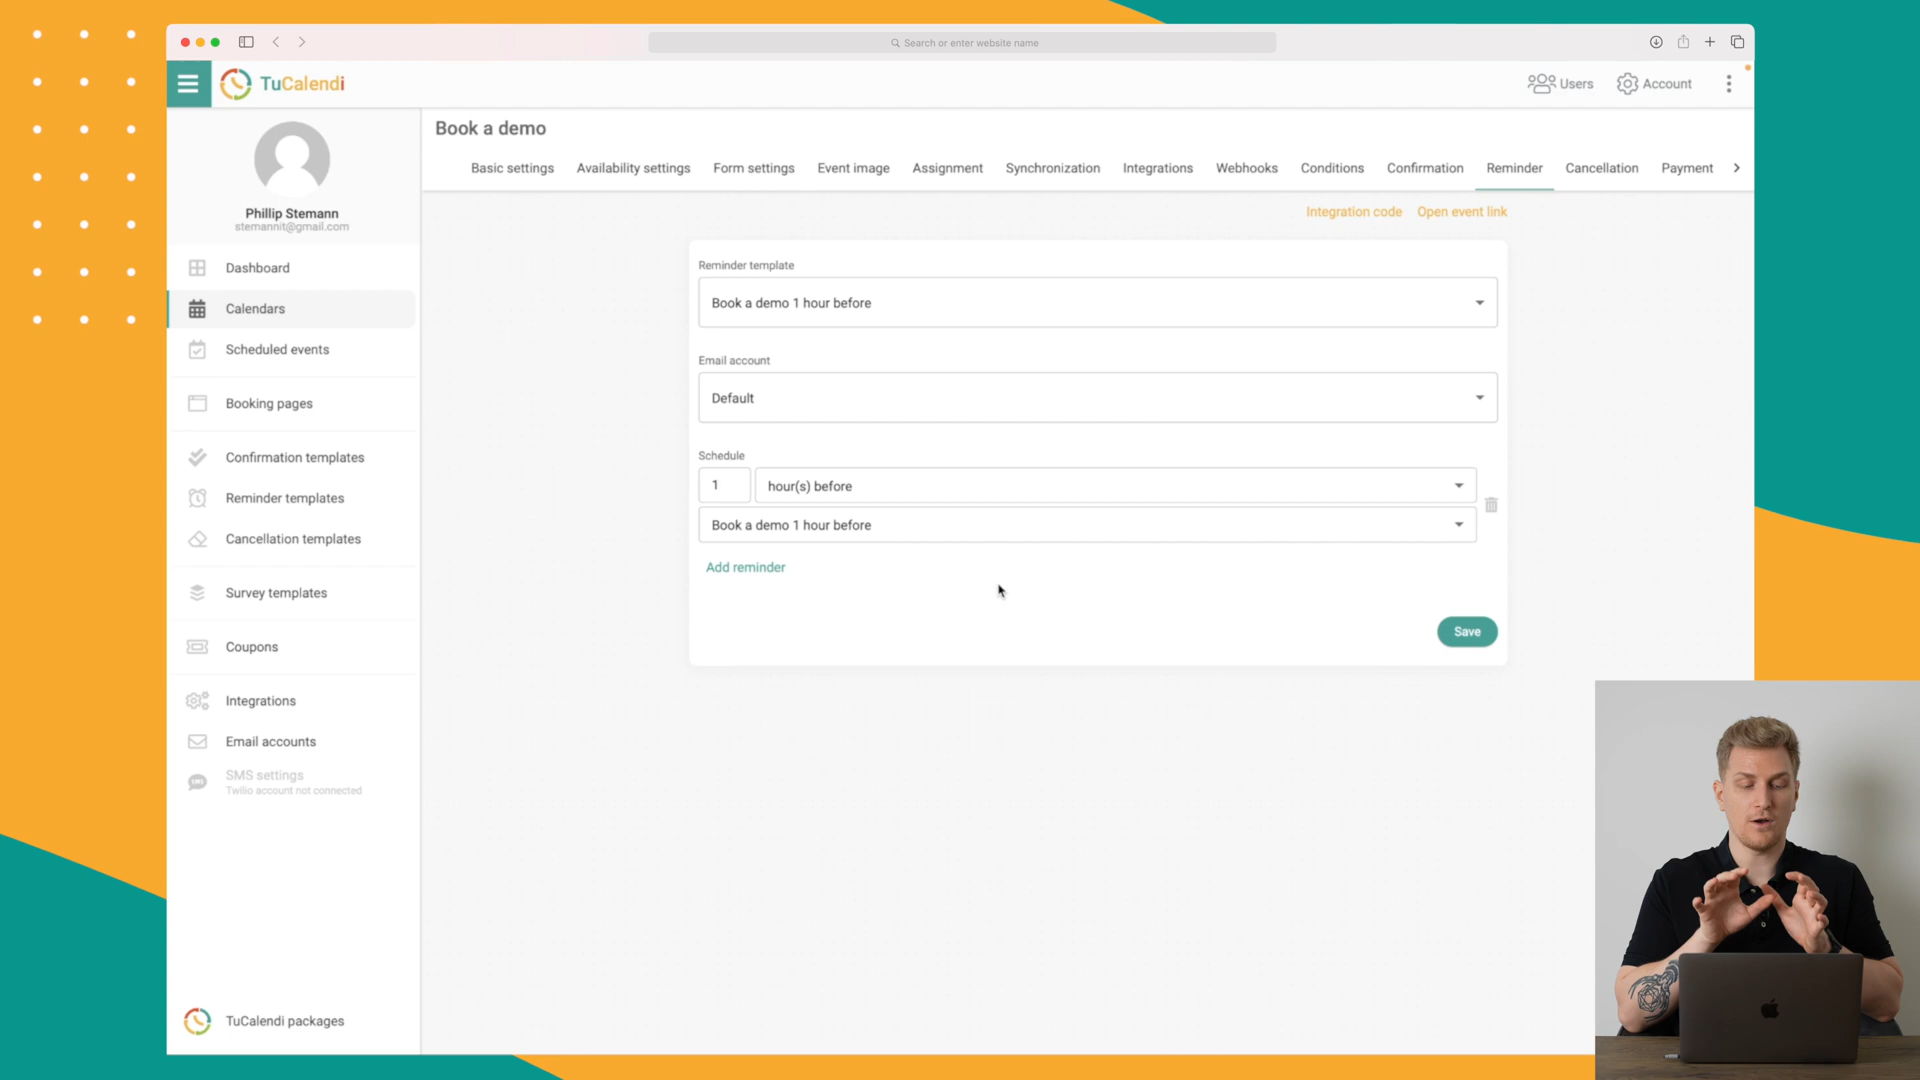 Search or enter website name
TuCalendi
Users
Account
Phillip Stemann
stemannit@gmail.com
Dashboard
Calendars
Scheduled events
Booking pages
Confirmation templates
Reminder templates
Cancellation templates
Survey templates
Coupons
Integrations
Email accounts
SMS settings
Twilio account not connected
TuCalendi packages
Book a demo
Basic settings
Availability settings
Form settings
Event image
Assignment
Synchronization
Integrations
Webhooks
Conditions
Confirmation
Reminder
Cancellation
Payment
Integration code
Open event link
Reminder template
Book a demo 1 hour before
Email account
Default
Schedule
1
hour(s) before
Book a demo 1 hour before
Add reminder
Save